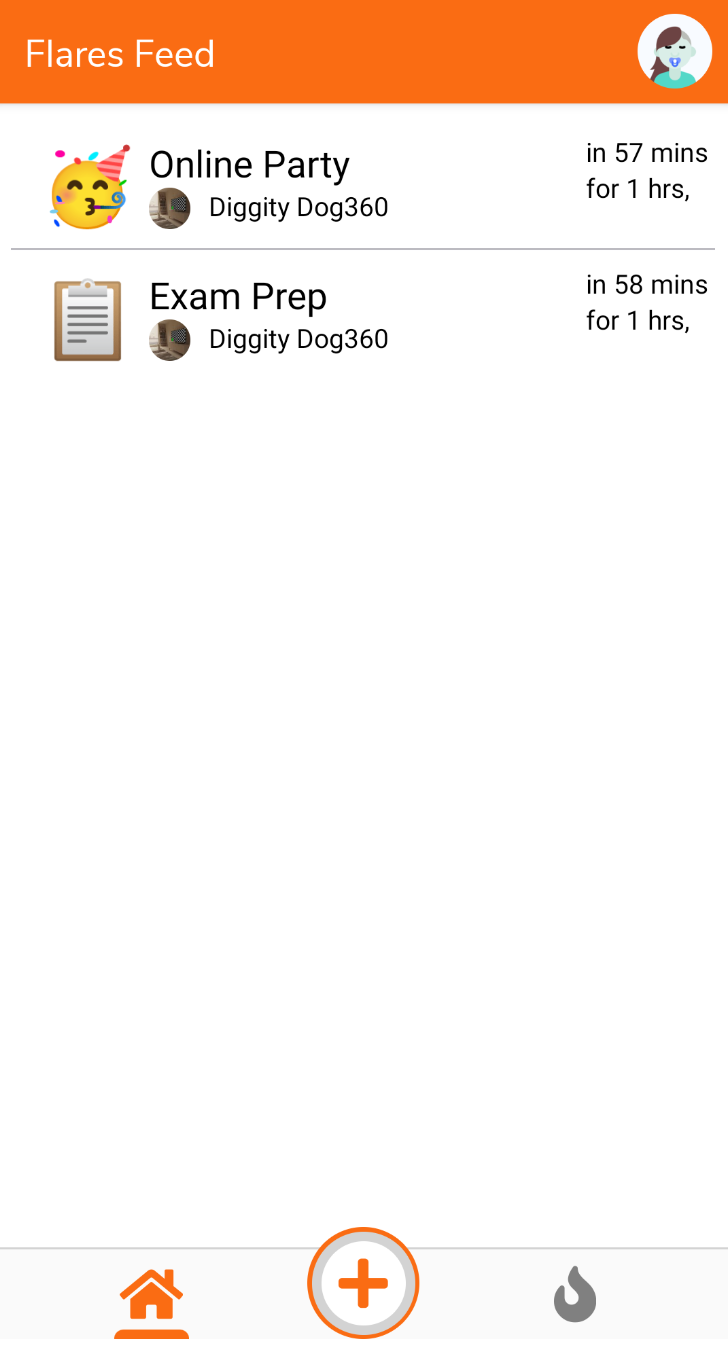 Flares Feed
Online Party
Diggity Dog360
in 57 mins
for 1 hrs,
Exam Prep
Diggity Dog360
in 58 mins
for 1 hrs,